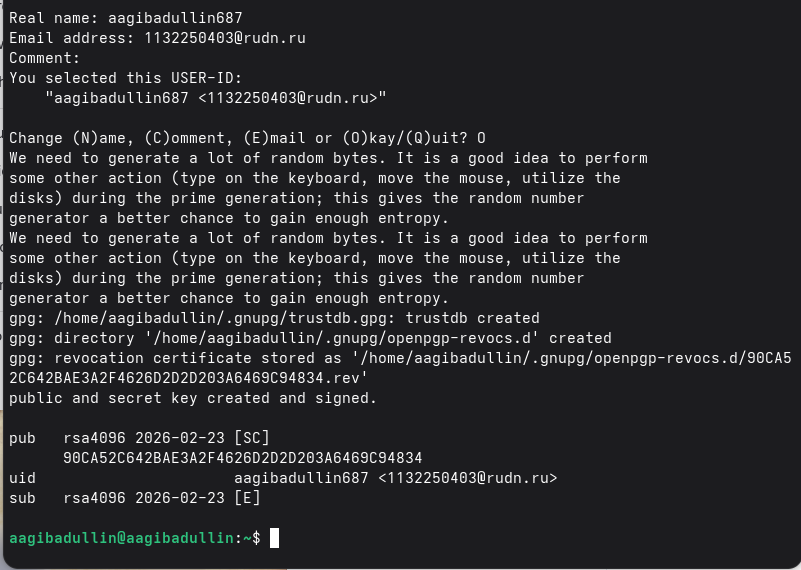 Real name: aagibadullin687
Email address: 1132250403@rudn.ru
Comment:
You selected this USER-ID:
    "aagibadullin687 <1132250403@rudn.ru>"

Change (N)ame, (C)omment, (E)mail or (O)kay/(Q)uit? O
We need to generate a lot of random bytes. It is a good idea to perform
some other action (type on the keyboard, move the mouse, utilize the
disks) during the prime generation; this gives the random number
generator a better chance to gain enough entropy.
We need to generate a lot of random bytes. It is a good idea to perform
some other action (type on the keyboard, move the mouse, utilize the
disks) during the prime generation; this gives the random number
generator a better chance to gain enough entropy.
gpg: /home/aagibadullin/.gnupg/trustdb.gpg: trustdb created
gpg: directory '/home/aagibadullin/.gnupg/openpgp-revocs.d' created
gpg: revocation certificate stored as '/home/aagibadullin/.gnupg/openpgp-revocs.d/90CA5
2C642BAE3A2F4626D2D2D203A6469C94834.rev'
public and secret key created and signed.

pub   rsa4096 2026-02-23 [SC]
      90CA52C642BAE3A2F4626D2D2D203A6469C94834
uid                      aagibadullin687 <1132250403@rudn.ru>
sub   rsa4096 2026-02-23 [E]

aagibadullin@aagibadullin:~$